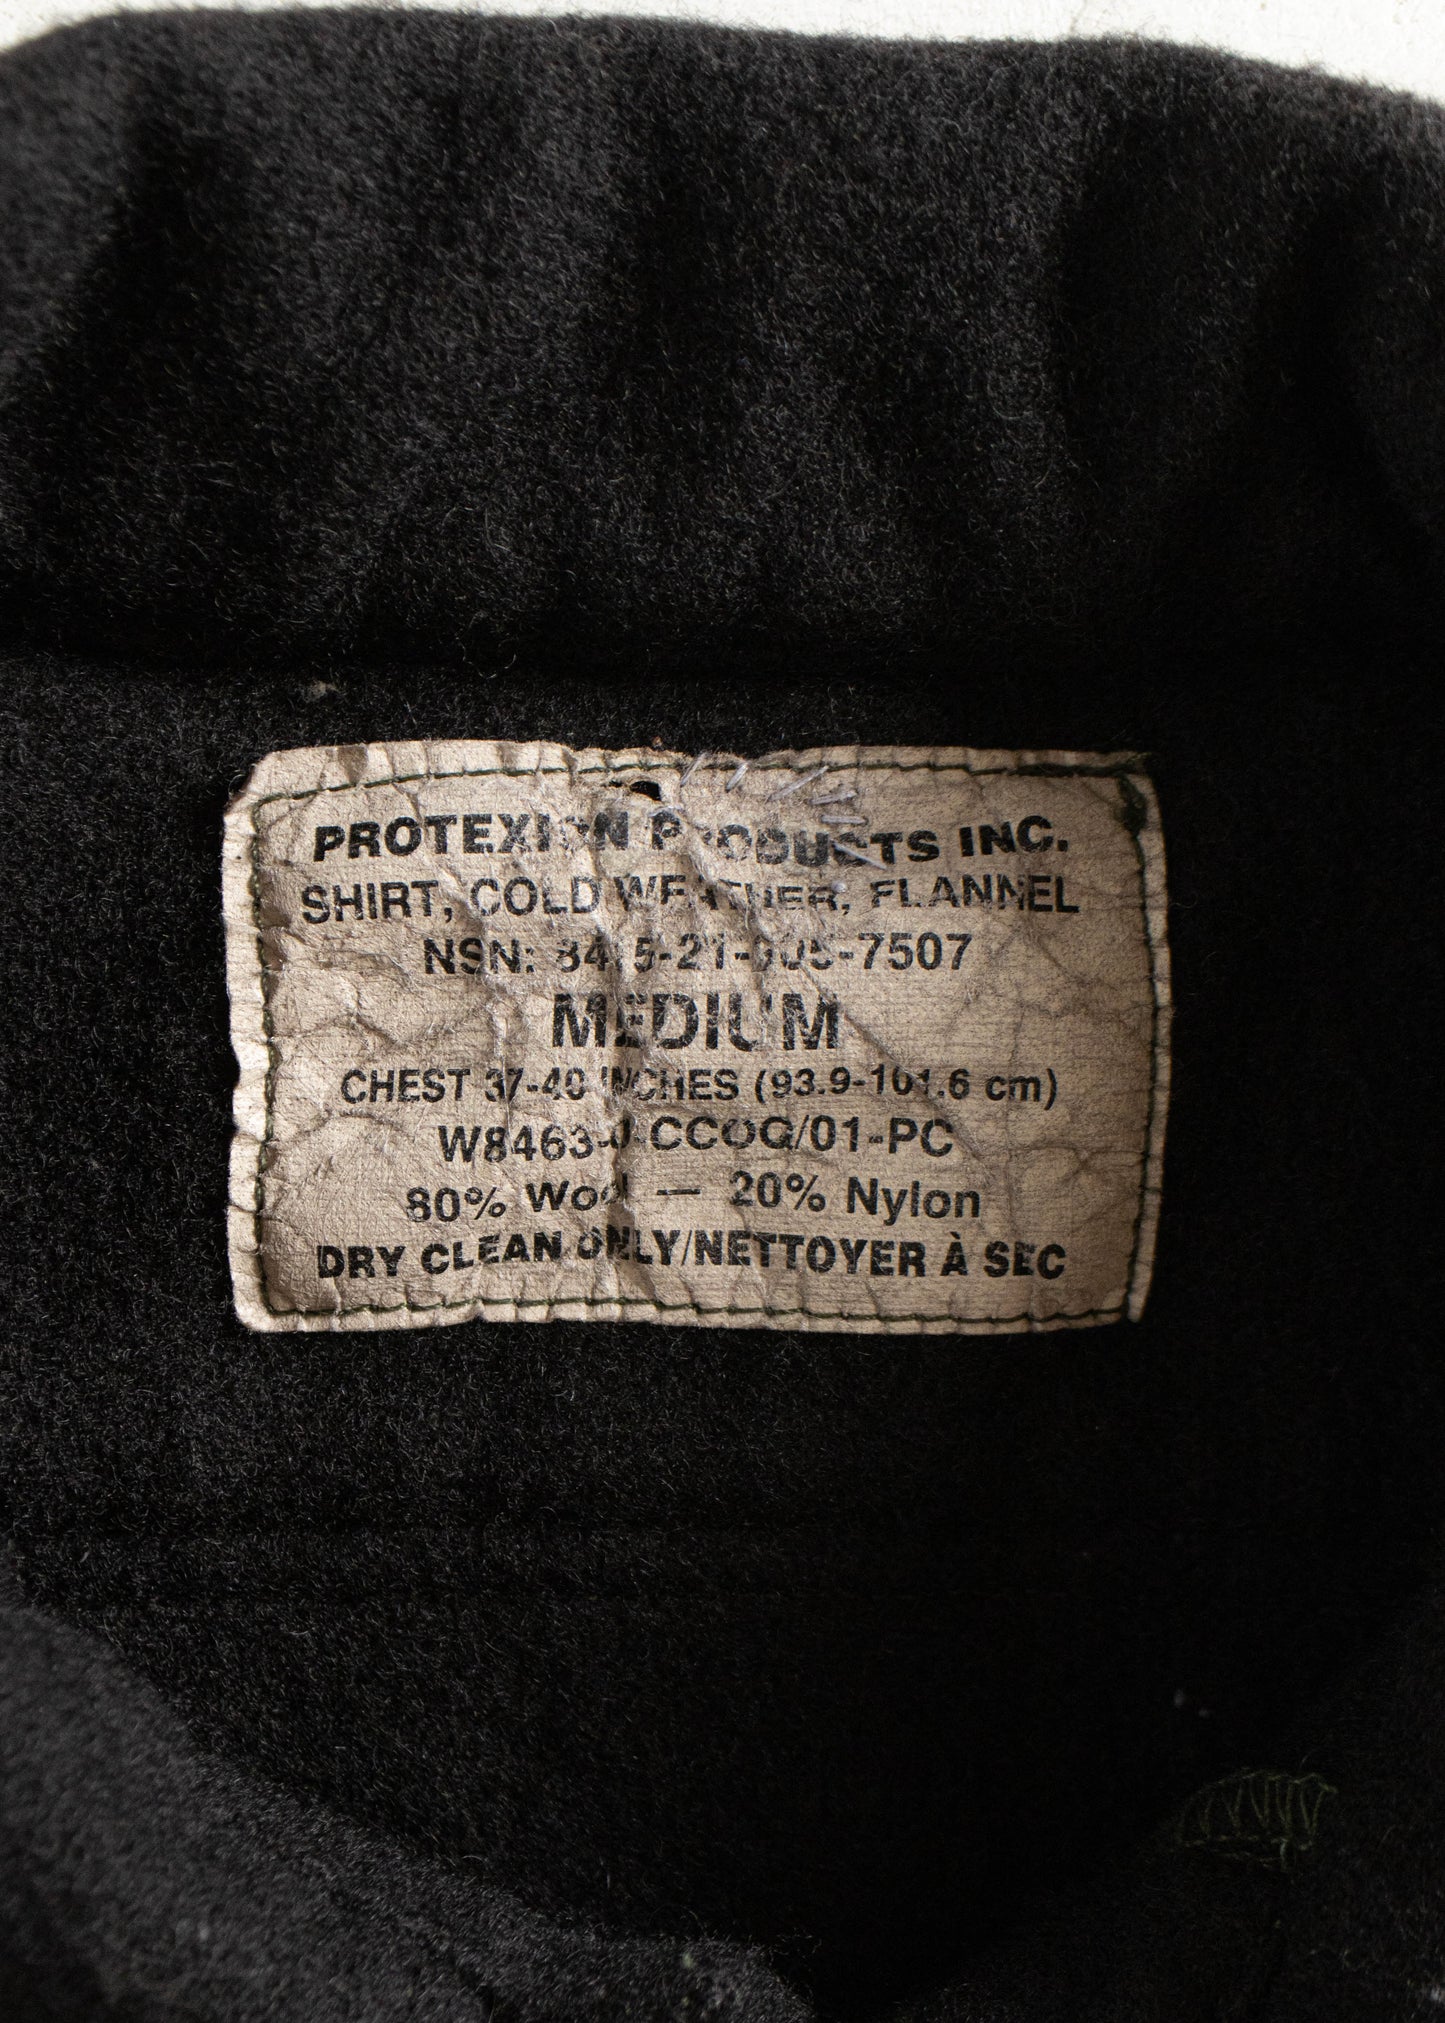 PROTEXION PRODUCTS INC.
SHIRT, COLD WEATHER, FLANNEL
NSN: 8415-21-905-7507
MEDIUM
CHEST 37-40 INCHES (93.9-101.6 cm)
W8463-0-CCOG/01-PC
80% Wool — 20% Nylon
DRY CLEAN ONLY/NETTOYER À SEC